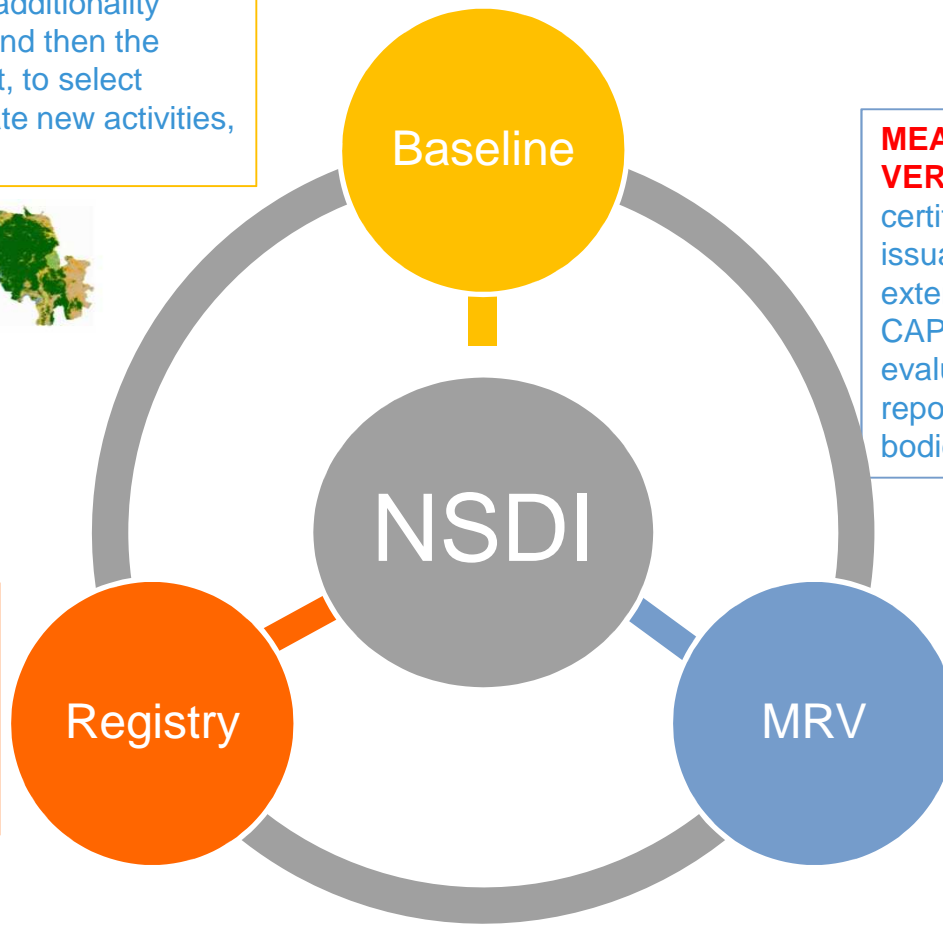 additionality
nd then the
t, to select
te new activities,
Baseline
MEA
VER
certi
issua
exte
CAP
evalu
repo
bodi
NSDI
Registry
MRV